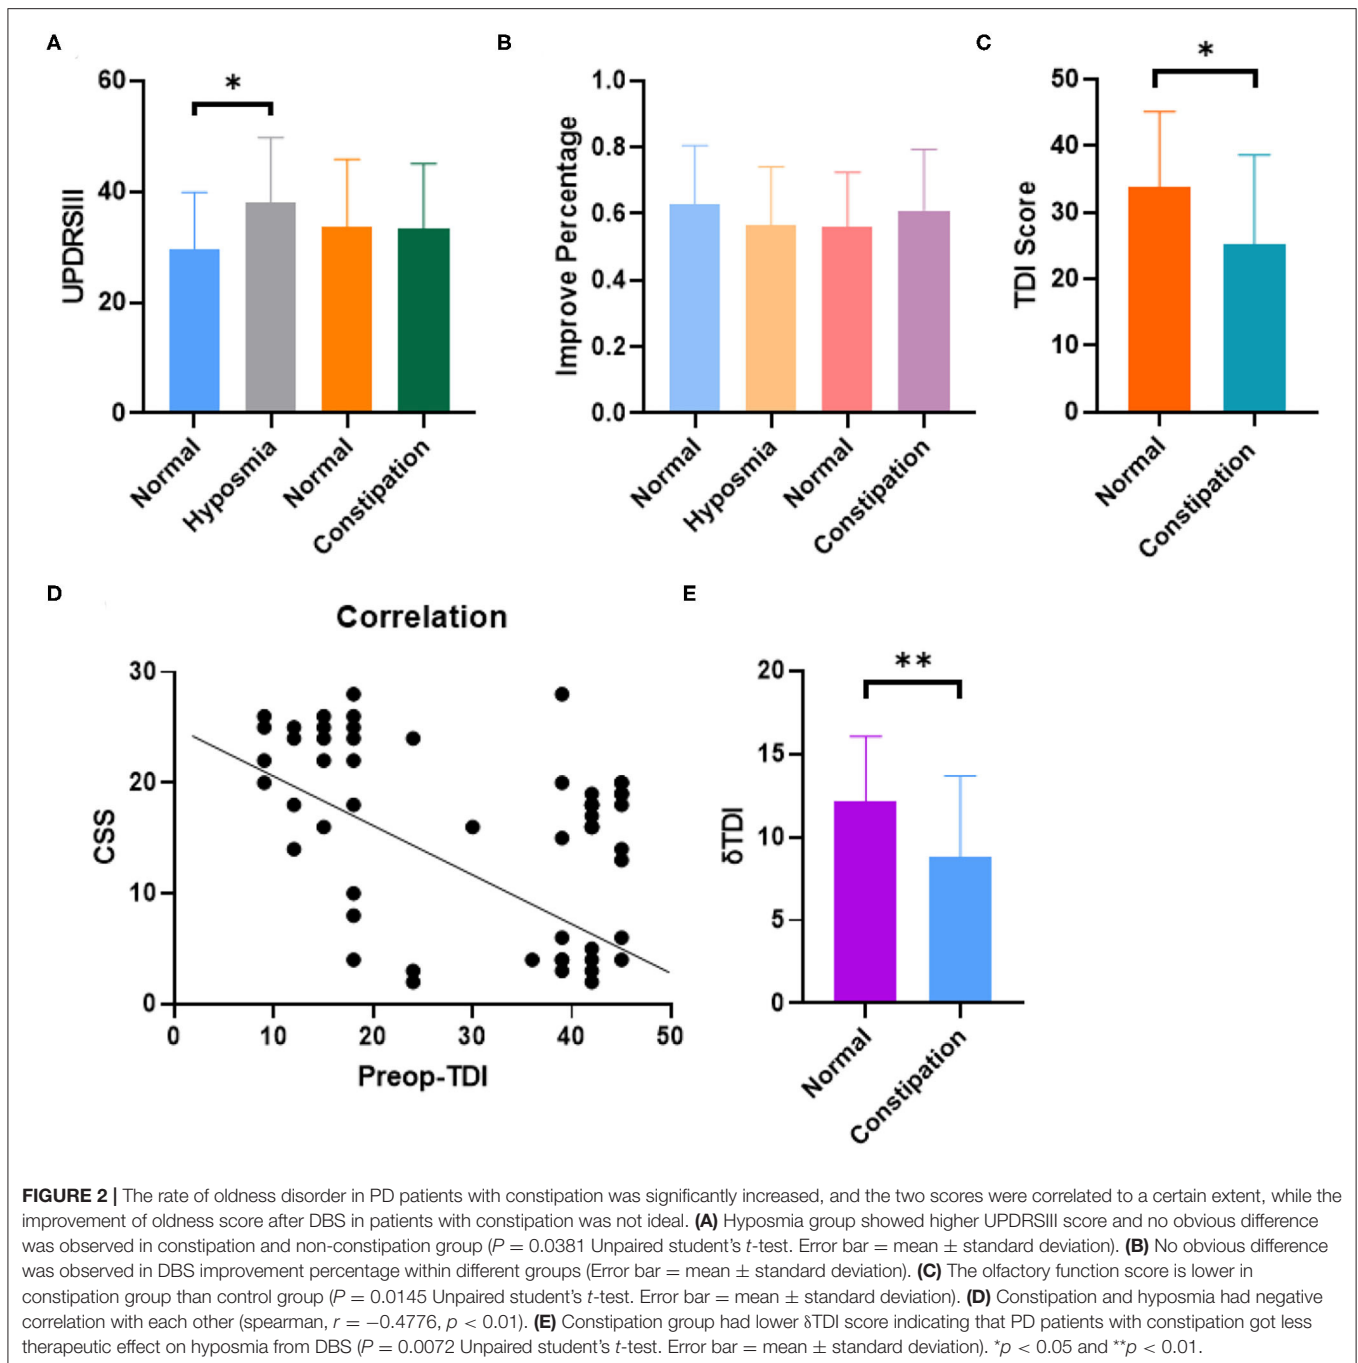 A
B
C
60
40
20
0
UPDRSIII
*
Normal
Hyposmia
Normal
Constipation
1.0
0.8
0.6
0.4
0.2
0.0
Improve Percentage
Normal
Hyposmia
Normal
Constipation
50
40
30
20
10
0
TDI Score
*
Normal
Constipation
D
E
Correlation
30
20
10
0
CSS
0 10 20 30 40 50
Preop-TDI
20
15
10
5
0
δTDI
**
Normal
Constipation
FIGURE 2 | The rate of oldness disorder in PD patients with constipation was significantly increased, and the two scores were correlated to a certain extent, while the
improvement of oldness score after DBS in patients with constipation was not ideal. (A) Hyposmia group showed higher UPDRSIII score and no obvious difference
was observed in constipation and non-constipation group (P = 0.0381 Unpaired student's t-test. Error bar = mean ± standard deviation). (B) No obvious difference
was observed in DBS improvement percentage within different groups (Error bar = mean ± standard deviation). (C) The olfactory function score is lower in
constipation group than control group (P = 0.0145 Unpaired student's t-test. Error bar = mean ± standard deviation). (D) Constipation and hyposmia had negative
correlation with each other (spearman, r = −0.4776, p < 0.01). (E) Constipation group had lower δTDI score indicating that PD patients with constipation got less
therapeutic effect on hyposmia from DBS (P = 0.0072 Unpaired student's t-test. Error bar = mean ± standard deviation). *p < 0.05 and **p < 0.01.